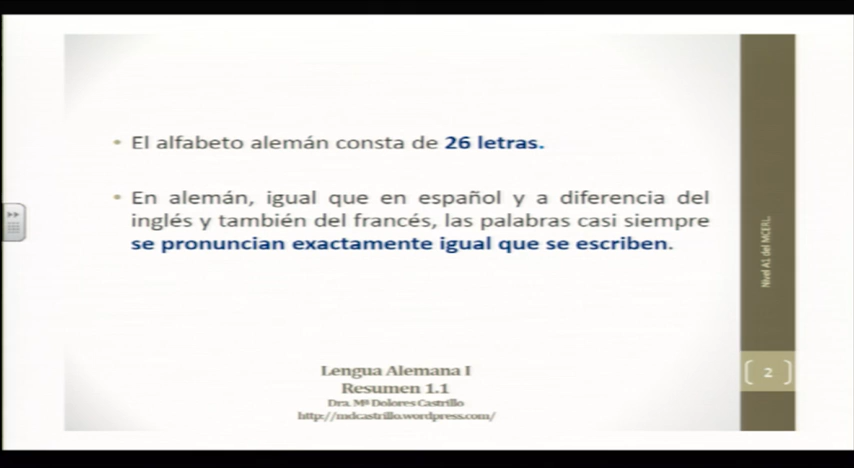 • El alfabeto alemán consta de 26 letras.
• En alemán, igual que en español y a diferencia del
inglés y también del francés, las palabras casi siempre
se pronuncian exactamente igual que se escriben.
Nivel A1 del MCERL.
2
Lengua Alemana I
Resumen 1.1
Dra. Mª Dolores Castrillo
http://mdcastrillo.wordpress.com/